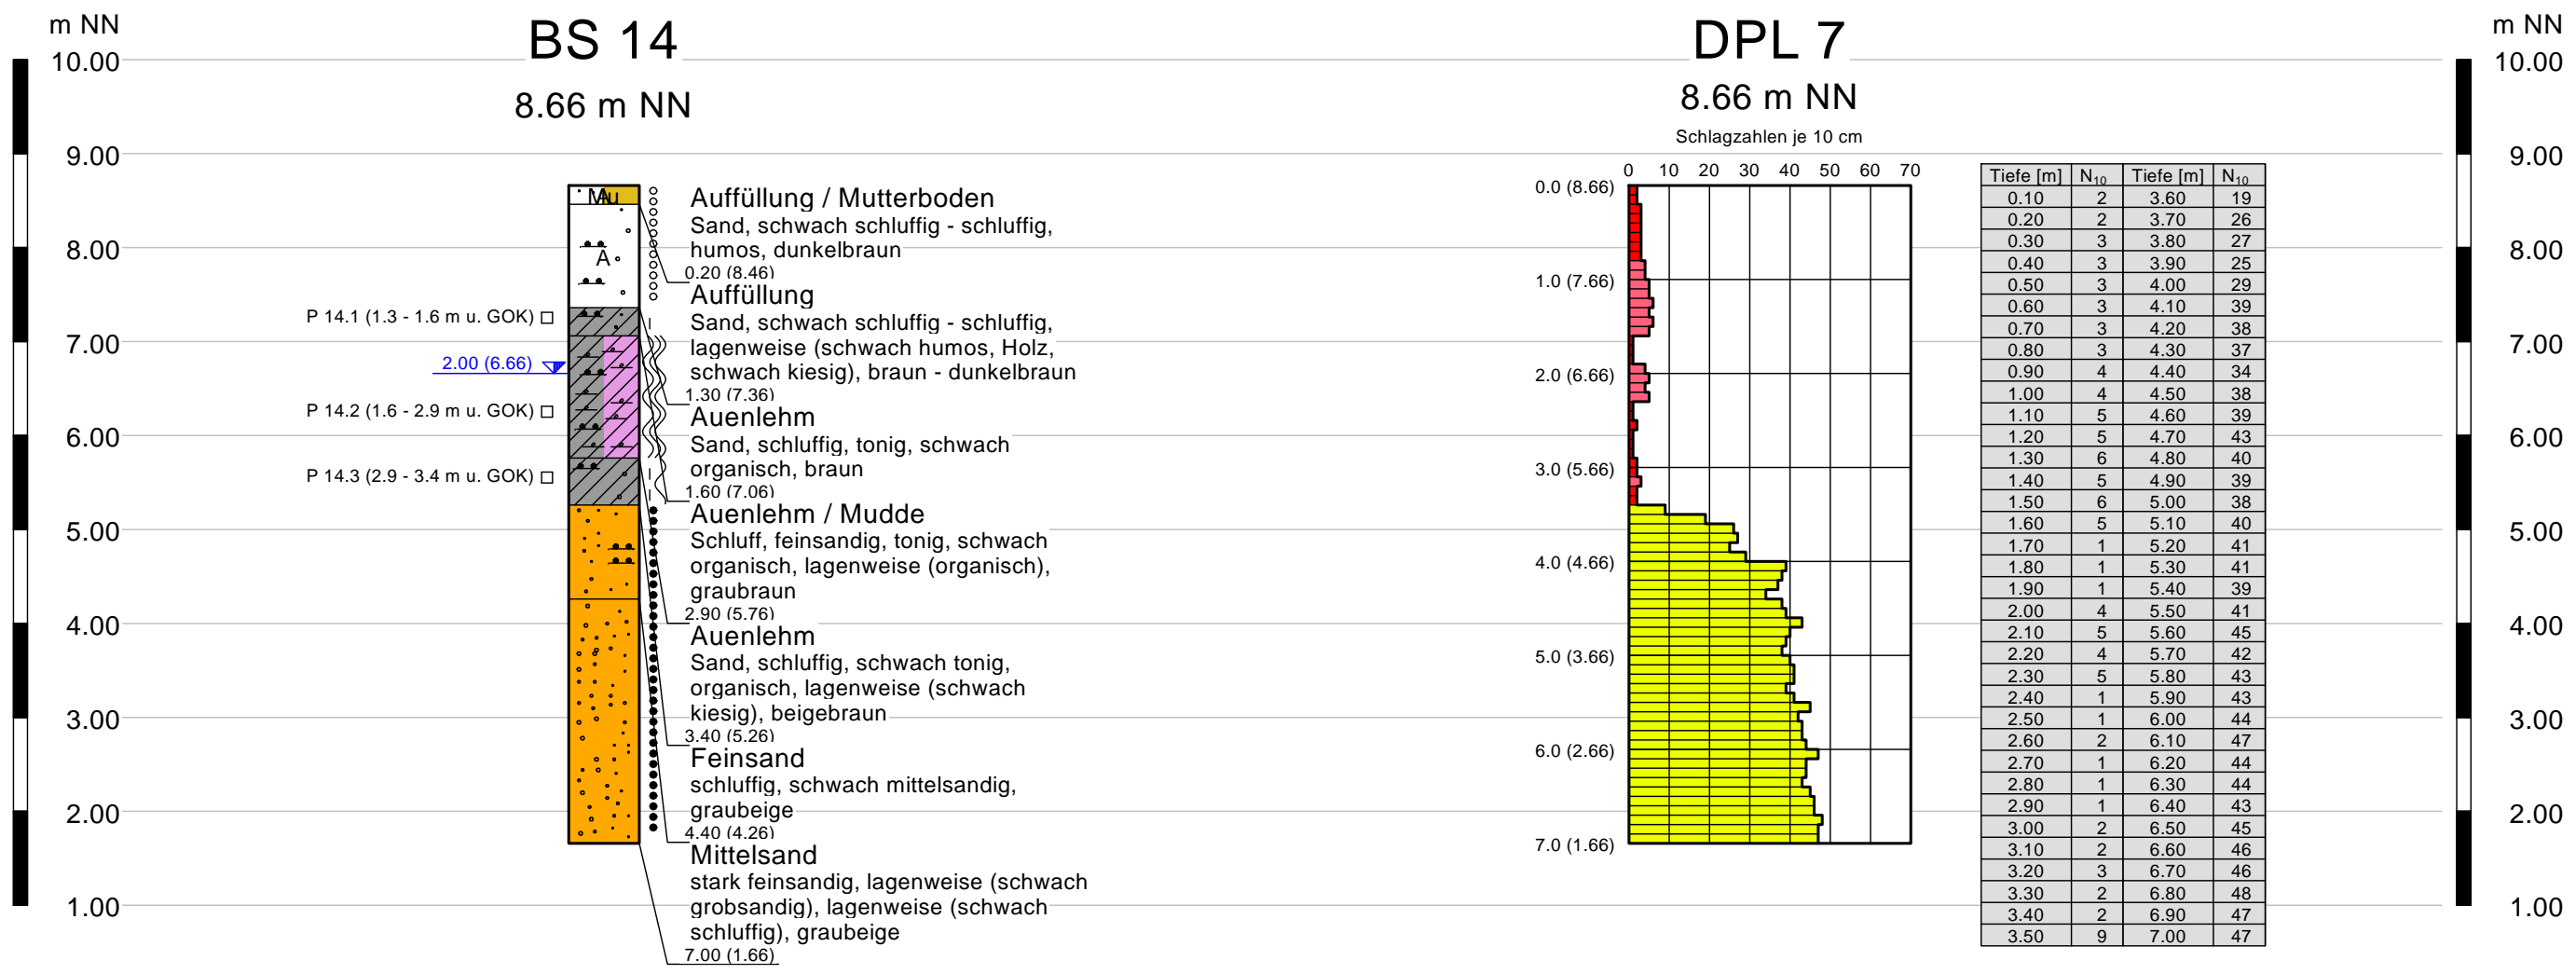 m NN
10.00
9.00
8.00
7.00
6.00
5.00
4.00
3.00
2.00
1.00
BS 14
8.66 m NN
Mu
A
P 14.1 (1.3 - 1.6 m u. GOK)
2.00 (6.66)
P 14.2 (1.6 - 2.9 m u. GOK)
P 14.3 (2.9 - 3.4 m u. GOK)
Auffüllung / Mutterboden
Sand, schwach schluffig - schluffig,
humos, dunkelbraun
0.20 (8.46)
Auffüllung
Sand, schwach schluffig - schluffig,
lagenweise (schwach humos, Holz,
schwach kiesig), braun - dunkelbraun
1.30 (7.36)
Auenlehm
Sand, schluffig, tonig, schwach
organisch, braun
1.60 (7.06)
Auenlehm / Mudde
Schluff, feinsandig, tonig, schwach
organisch, lagenweise (organisch),
graubraun
2.90 (5.76)
Auenlehm
Sand, schluffig, schwach tonig,
organisch, lagenweise (schwach
kiesig), beigebraun
3.40 (5.26)
Feinsand
schluffig, schwach mittelsandig,
graubeige
4.40 (4.26)
Mittelsand
stark feinsandig, lagenweise (schwach
grobsandig), lagenweise (schwach
schluffig), graubeige
7.00 (1.66)
DPL 7
8.66 m NN
Schlagzahlen je 10 cm
0 10 20 30 40 50 60 70
0.0 (8.66)
1.0 (7.66)
2.0 (6.66)
3.0 (5.66)
4.0 (4.66)
5.0 (3.66)
6.0 (2.66)
7.0 (1.66)
Tiefe [m] N10 Tiefe [m] N10
0.10 2 3.60 19
0.20 2 3.70 26
0.30 3 3.80 27
0.40 3 3.90 25
0.50 3 4.00 29
0.60 3 4.10 39
0.70 3 4.20 38
0.80 3 4.30 37
0.90 4 4.40 34
1.00 4 4.50 38
1.10 5 4.60 39
1.20 5 4.70 43
1.30 6 4.80 40
1.40 5 4.90 39
1.50 6 5.00 38
1.60 5 5.10 40
1.70 1 5.20 41
1.80 1 5.30 41
1.90 1 5.40 39
2.00 4 5.50 41
2.10 5 5.60 45
2.20 4 5.70 42
2.30 5 5.80 43
2.40 1 5.90 43
2.50 1 6.00 44
2.60 2 6.10 47
2.70 1 6.20 44
2.80 1 6.30 44
2.90 1 6.40 43
3.00 2 6.50 45
3.10 2 6.60 46
3.20 3 6.70 46
3.30 2 6.80 48
3.40 2 6.90 47
3.50 9 7.00 47
m NN
10.00
9.00
8.00
7.00
6.00
5.00
4.00
3.00
2.00
1.00